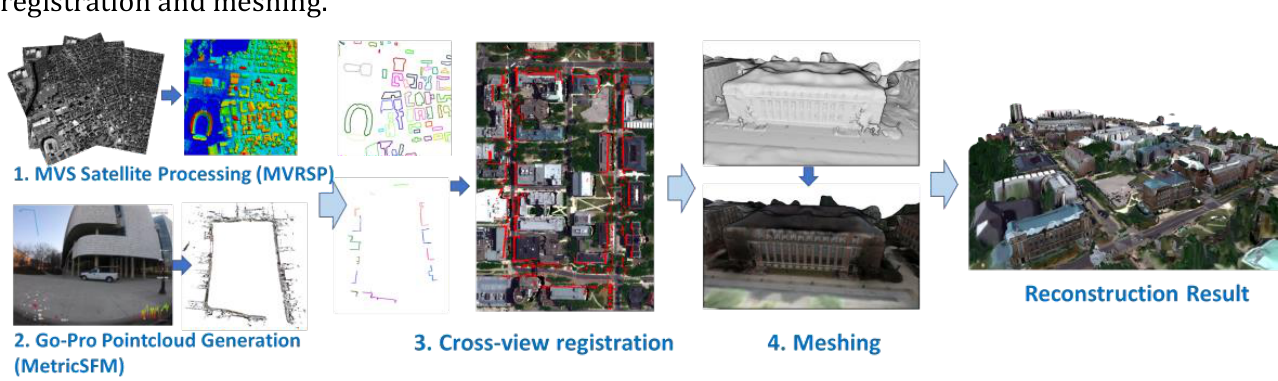 registration and meshing.
1. MVS Satellite Processing (MVRSP)
2. Go-Pro Pointcloud Generation
(MetricSFM)
3. Cross-view registration
4. Meshing
Reconstruction Result